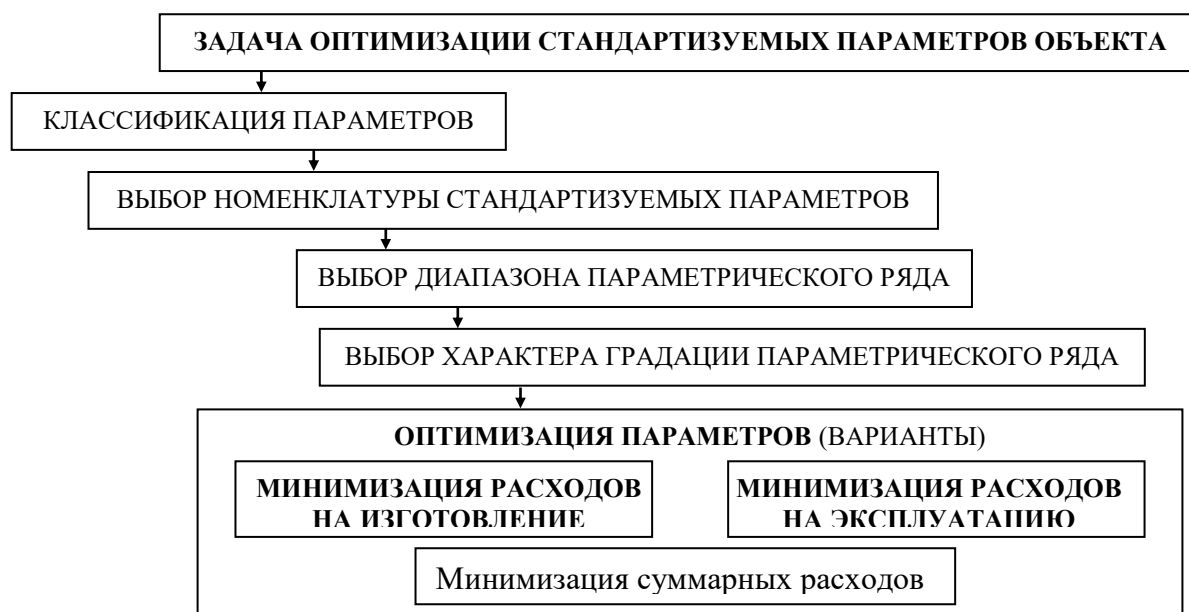 ЗАДАЧА ОПТИМИЗАЦИИ СТАНДАРТИЗУЕМЫХ ПАРАМЕТРОВ ОБЪЕКТА
КЛАССИФИКАЦИЯ ПАРАМЕТРОВ
ВЫБОР НОМЕНКЛАТУРЫ СТАНДАРТИЗУЕМЫХ ПАРАМЕТРОВ
ВЫБОР ДИАПАЗОНА ПАРАМЕТРИЧЕСКОГО РЯДА
ВЫБОР ХАРАКТЕРА ГРАДАЦИИ ПАРАМЕТРИЧЕСКОГО РЯДА
ОПТИМИЗАЦИЯ ПАРАМЕТРОВ (ВАРИАНТЫ)
МИНИМИЗАЦИЯ РАСХОДОВ
НА ИЗГОТОВЛЕНИЕ
МИНИМИЗАЦИЯ РАСХОДОВ
НА ЭКСПЛУАТАЦИЮ
Минимизация суммарных расходов